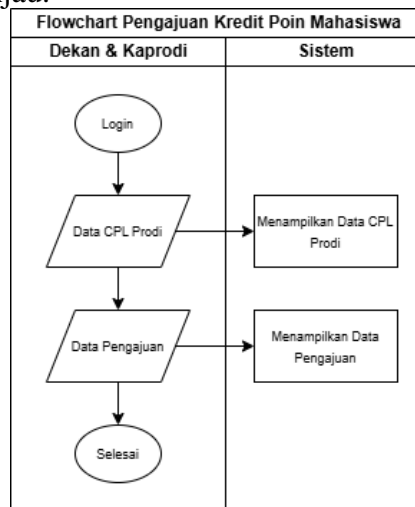 Flowchart Pengajuan Kredit Poin Mahasiswa
Dekan & Kaprodi
Sistem
Login
Data CPL Prodi
Menampilkan Data CPL
Prodi
Data Pengajuan
Menampilkan Data
Pengajuan
Selesai